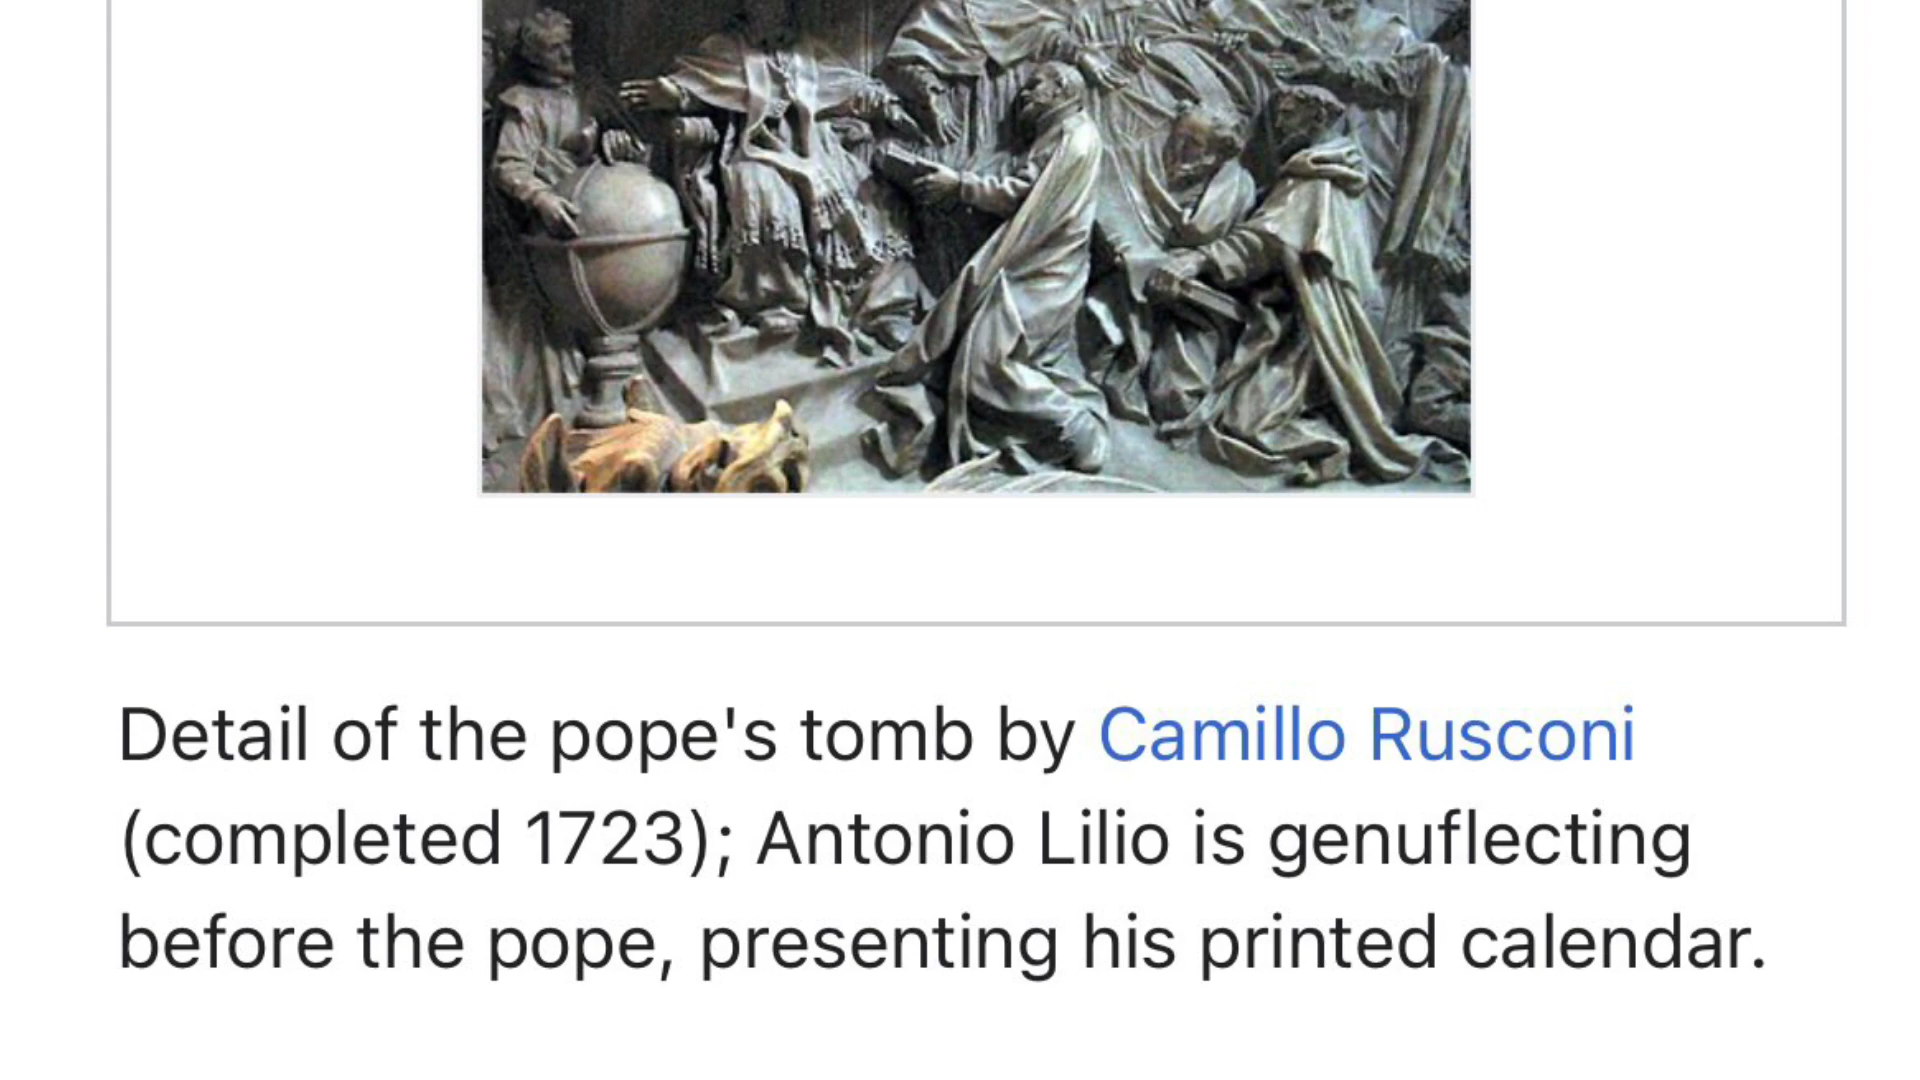 Detail of the pope's tomb by Camillo Rusconi
(completed 1723); Antonio Lilio is genuflecting
before the pope, presenting his printed calendar.